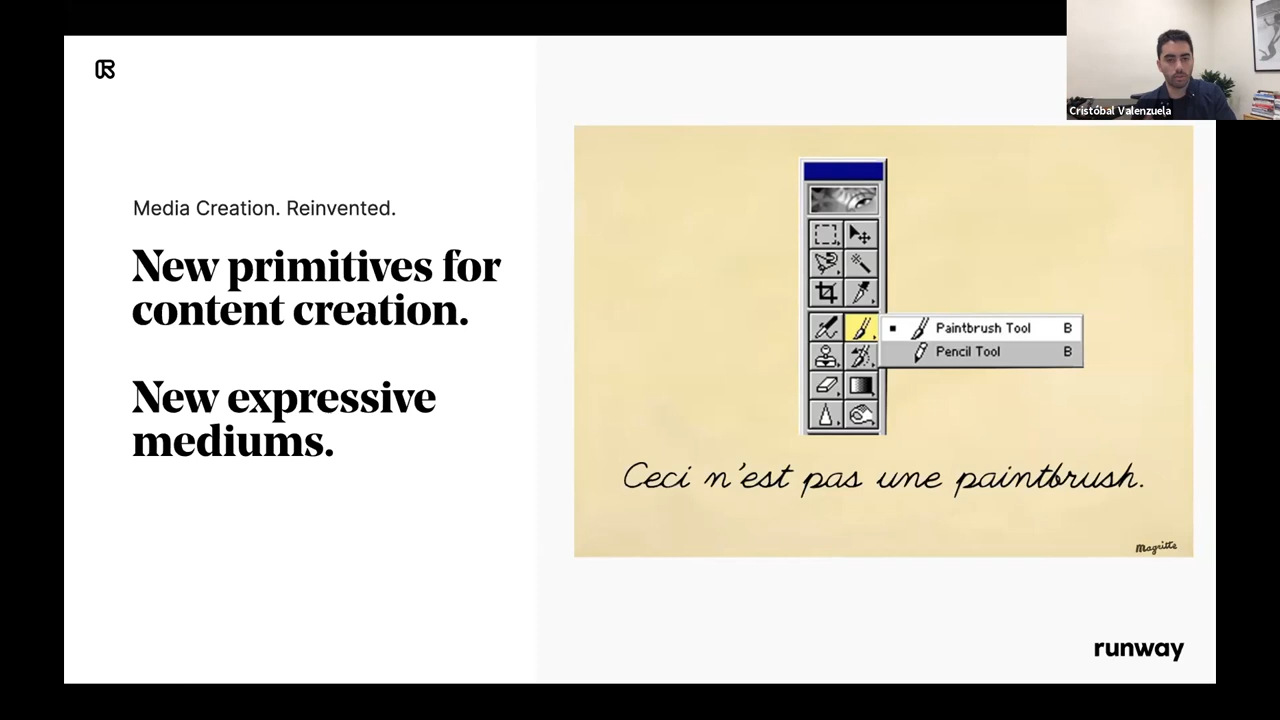 Cristóbal Valenzuela
Media Creation. Reinvented.
New primitives for
content creation.
New expressive
mediums.
Paintbrush Tool B
Pencil Tool B
Ceci n'est pas une paintbrush.
Magritte
runway